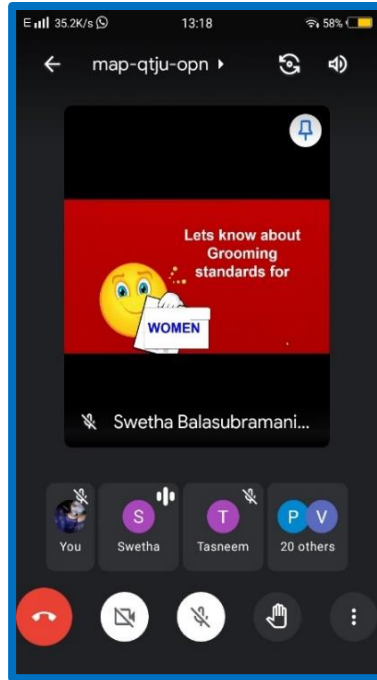 E 35.2K/s 13:18 58%
map-qtju-opn
Lets know about
Grooming
standards for
WOMEN
Swetha Balasubramani...
S T P V
You Swetha Tasneem 20 others